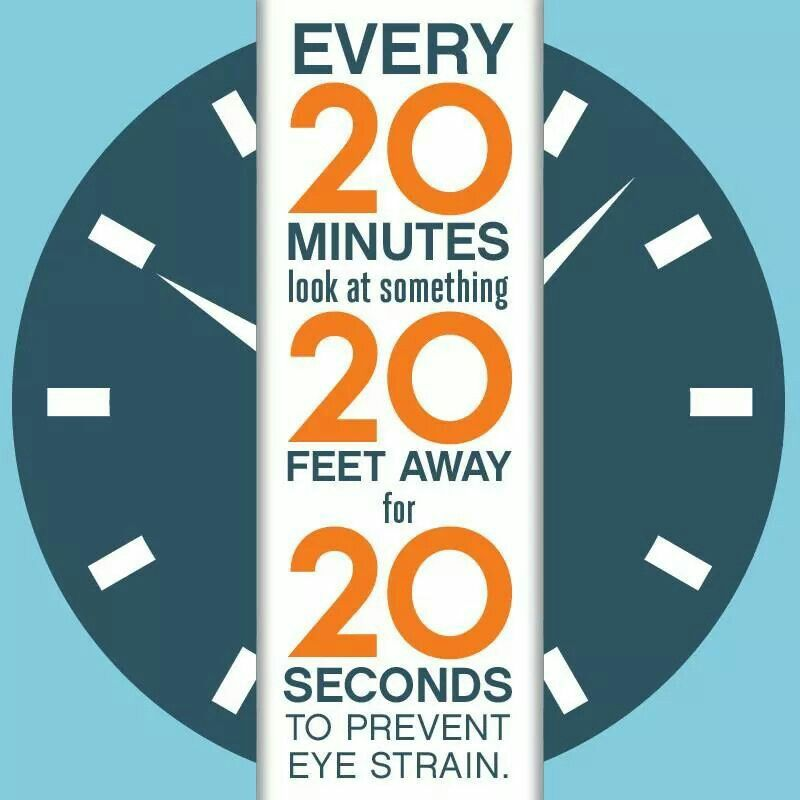 EVERY
20
MINUTES
look at something
20
FEET AWAY
for
20
SECONDS
TO PREVENT
EYE STRAIN.